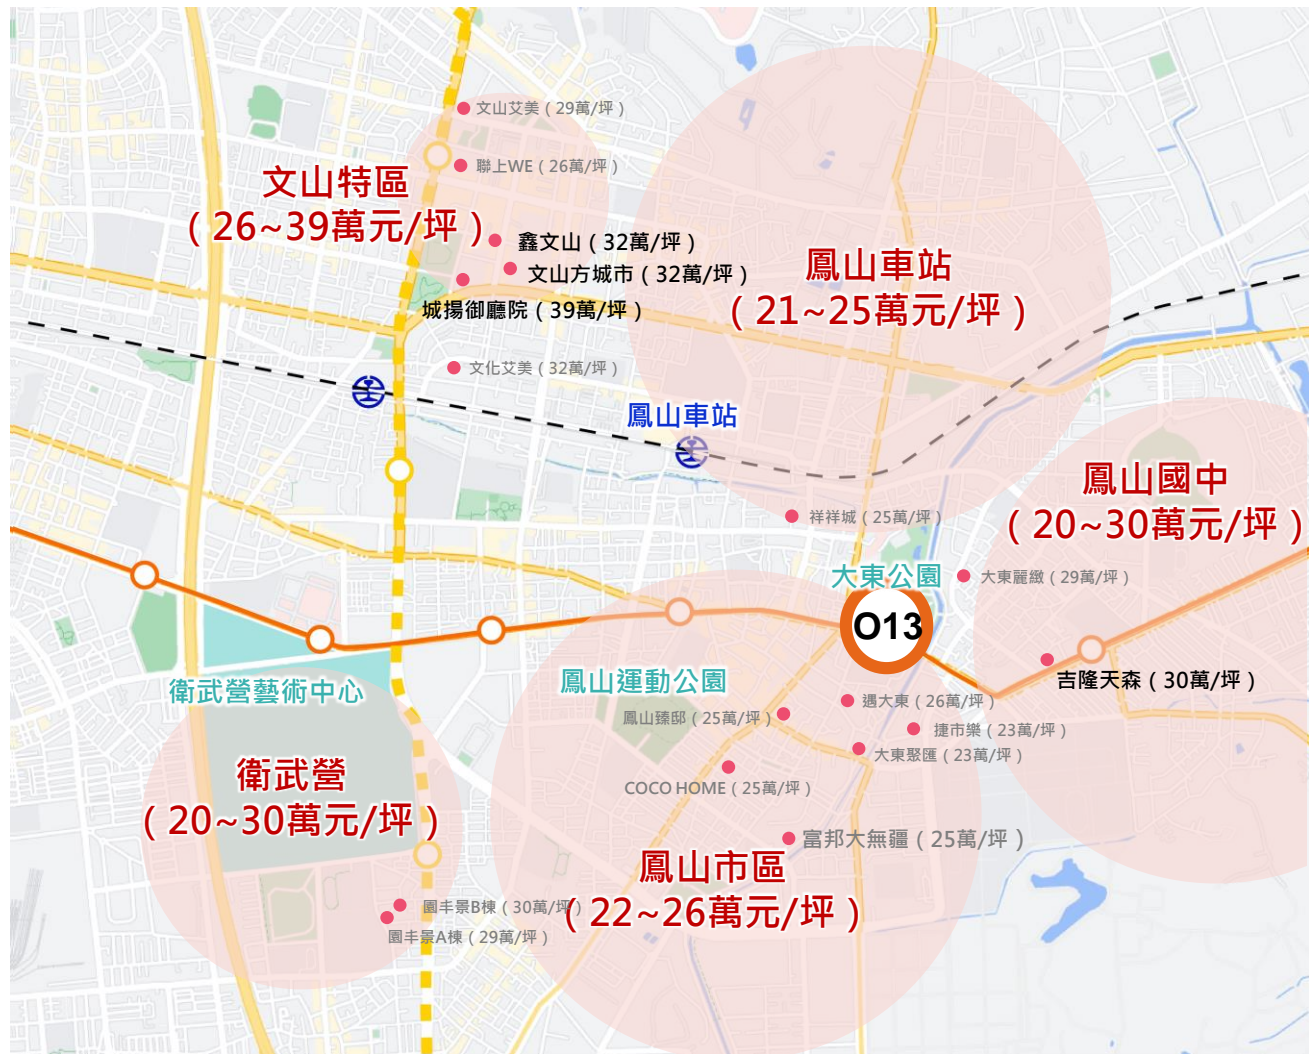 文山艾美（29萬/坪）
聯上WE（26萬/坪）
文山特區
（26~39萬元/坪）
鑫文山（32萬/坪）
文山方城市（32萬/坪）
城揚御廳院（39萬/坪）
鳳山車站
（21~25萬元/坪）
文化艾美（32萬/坪）
鳳山車站
鳳山國中
（20~30萬元/坪）
祥祥城（25萬/坪）
大東公園
大東麗緻（29萬/坪）
O13
衛武營藝術中心
鳳山運動公園
吉隆天森（30萬/坪）
遇大東（26萬/坪）
鳳山臻邸（25萬/坪）
捷市樂（23萬/坪）
大東聚匯（23萬/坪）
衛武營
（20~30萬元/坪）
COCO HOME（25萬/坪）
富邦大無疆（25萬/坪）
鳳山市區
（22~26萬元/坪）
園丰景B棟（30萬/坪）
園丰景A棟（29萬/坪）